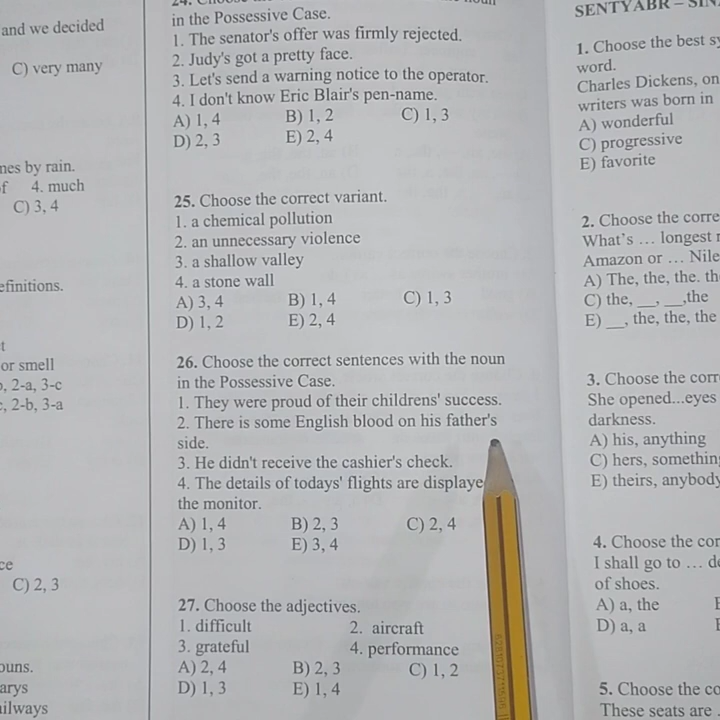 and we decided
C) very many
nes by rain.
f 4. much
C) 3, 4
efinitions.
t
or smell
, 2-a, 3-c
, 2-b, 3-a
ce
C) 2, 3
ouns.
arys
ailways
in the Possessive Case.
1. The senator's offer was firmly rejected.
2. Judy's got a pretty face.
3. Let's send a warning notice to the operator.
4. I don't know Eric Blair's pen-name.
A) 1, 4 B) 1, 2 C) 1, 3
D) 2, 3 E) 2, 4
25. Choose the correct variant.
1. a chemical pollution
2. an unnecessary violence
3. a shallow valley
4. a stone wall
A) 3, 4 B) 1, 4 C) 1, 3
D) 1, 2 E) 2, 4
26. Choose the correct sentences with the noun
in the Possessive Case.
1. They were proud of their childrens' success.
2. There is some English blood on his father's
side.
3. He didn't receive the cashier's check.
4. The details of todays' flights are displaye
the monitor.
A) 1, 4 B) 2, 3 C) 2, 4
D) 1, 3 E) 3, 4
27. Choose the adjectives.
1. difficult 2. aircraft
3. grateful 4. performance
A) 2, 4 B) 2, 3 C) 1, 2
D) 1, 3 E) 1, 4
SENTYABR –
1. Choose the best sy
word.
Charles Dickens, on
writers was born in
A) wonderful
C) progressive
E) favorite
2. Choose the corre
What's … longest r
Amazon or … Nile
A) The, the, the. th
C) the, __, __,the
E) __, the, the, the
3. Choose the corr
She opened...eyes
darkness.
A) his, anything
C) hers, something
E) theirs, anybody
4. Choose the cor
I shall go to … d
of shoes.
A) a, the
D) a, a
5. Choose the co
These seats are